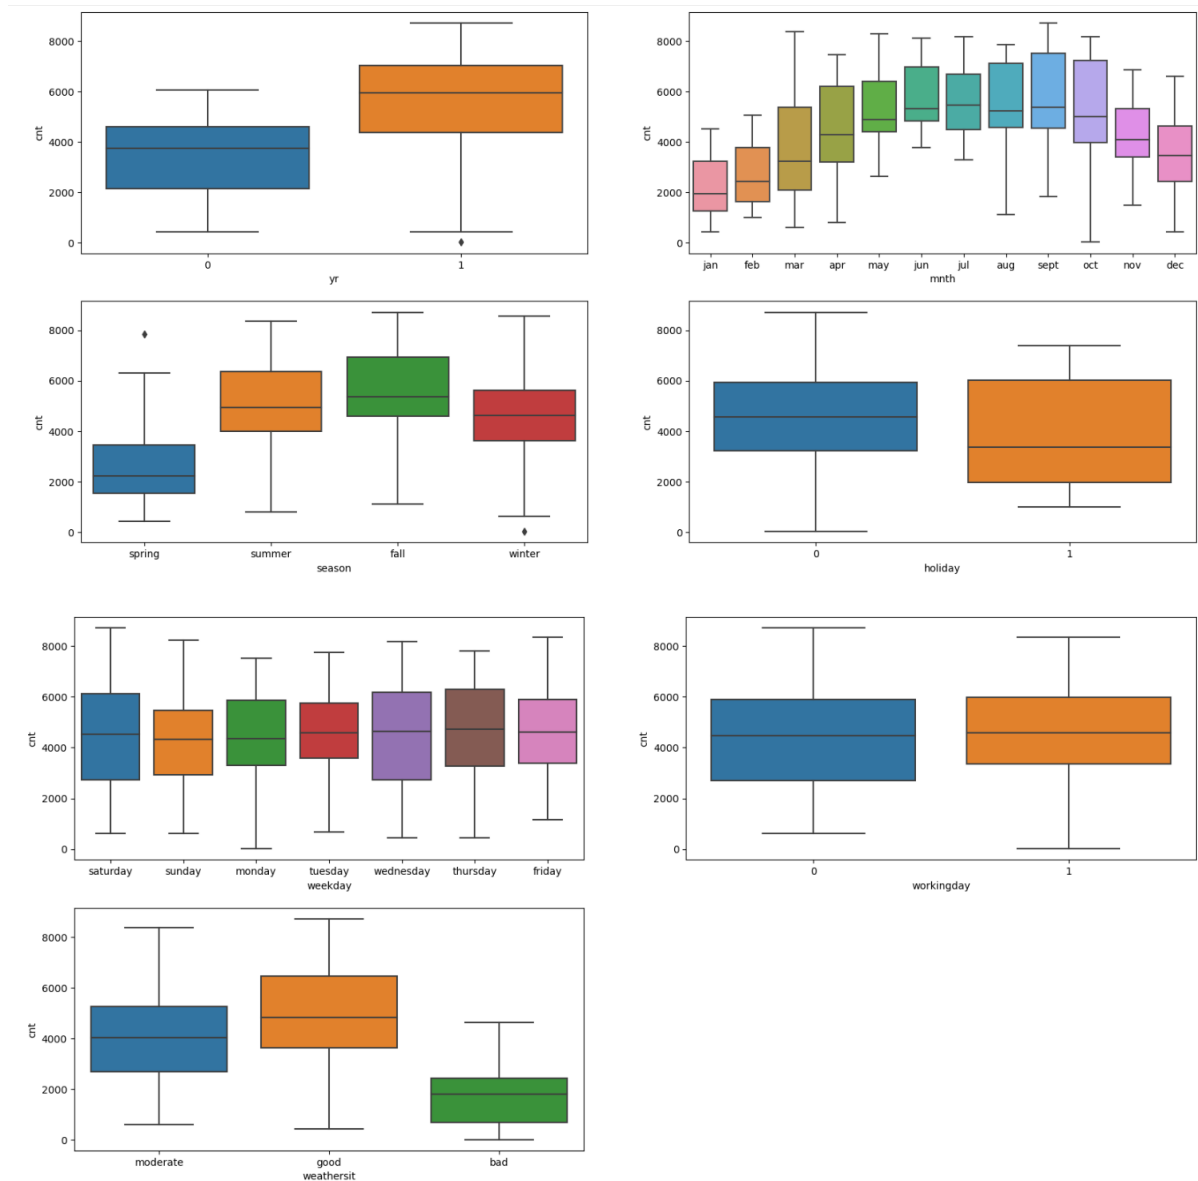 8000
6000
4000
2000
0
cnt
0 1
yr
8000
6000
4000
2000
0
cnt
jan feb mar apr may jun jul aug sept oct nov dec
mnth
8000
6000
4000
2000
0
cnt
spring summer fall winter
season
8000
6000
4000
2000
0
cnt
0 1
holiday
8000
6000
4000
2000
0
cnt
saturday sunday monday tuesday wednesday thursday friday
weekday
8000
6000
4000
2000
0
cnt
0 1
workingday
8000
6000
4000
2000
0
cnt
moderate good bad
weathersit